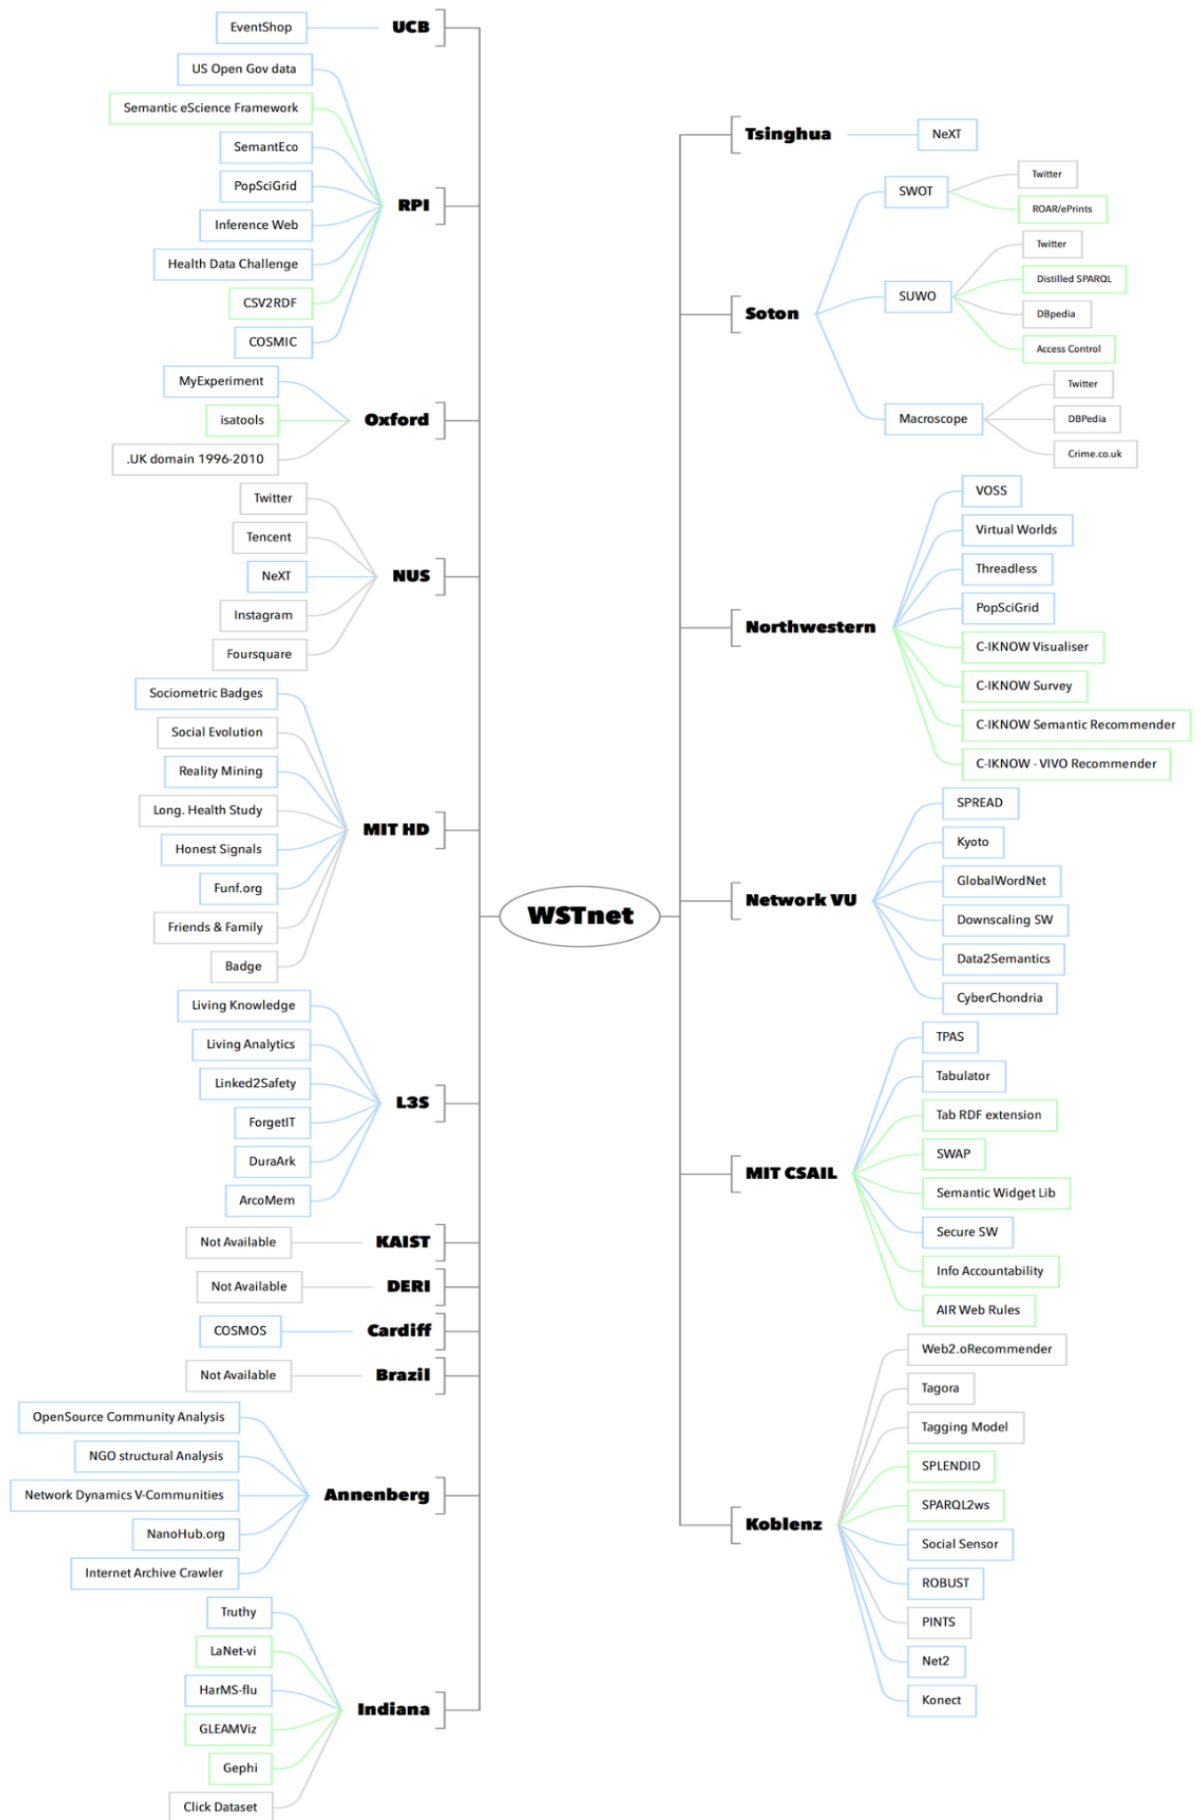 EventShop
UCB
US Open Gov data
Semantic eScience Framework
SemantEco
PopSciGrid
Inference Web
Health Data Challenge
CSV2RDF
COSMIC
RPI
MyExperiment
isatools
.UK domain 1996-2010
Oxford
Twitter
Tencent
NeXT
Instagram
Foursquare
NUS
Sociometric Badges
Social Evolution
Reality Mining
Long. Health Study
Honest Signals
Funf.org
Friends & Family
Badge
MIT HD
Living Knowledge
Living Analytics
Linked2Safety
ForgetIT
DuraArk
ArcoMem
L3S
Not Available
KAIST
Not Available
DERI
COSMOS
Cardiff
Not Available
Brazil
OpenSource Community Analysis
NGO structural Analysis
Network Dynamics V-Communities
NanoHub.org
Internet Archive Crawler
Annenberg
Truthy
LaNet-vi
HarMS-flu
GLEAMViz
Gephi
Click Dataset
Indiana
WSTnet
Tsinghua
NeXT
Soton
SWOT
Twitter
ROAR/ePrints
SUWO
Twitter
Distilled SPARQL
DBpedia
Access Control
Macroscope
Twitter
DBPedia
Crime.co.uk
Northwestern
VOSS
Virtual Worlds
Threadless
PopSciGrid
C-IKNOW Visualiser
C-IKNOW Survey
C-IKNOW Semantic Recommender
C-IKNOW - VIVO Recommender
Network VU
SPREAD
Kyoto
GlobalWordNet
Downscaling SW
Data2Semantics
CyberChondria
MIT CSAIL
TPAS
Tabulator
Tab RDF extension
SWAP
Semantic Widget Lib
Secure SW
Info Accountability
AIR Web Rules
Koblenz
Web2.0Recommender
Tagora
Tagging Model
SPLENDID
SPARQL2ws
Social Sensor
ROBUST
PINTS
Net2
Konect